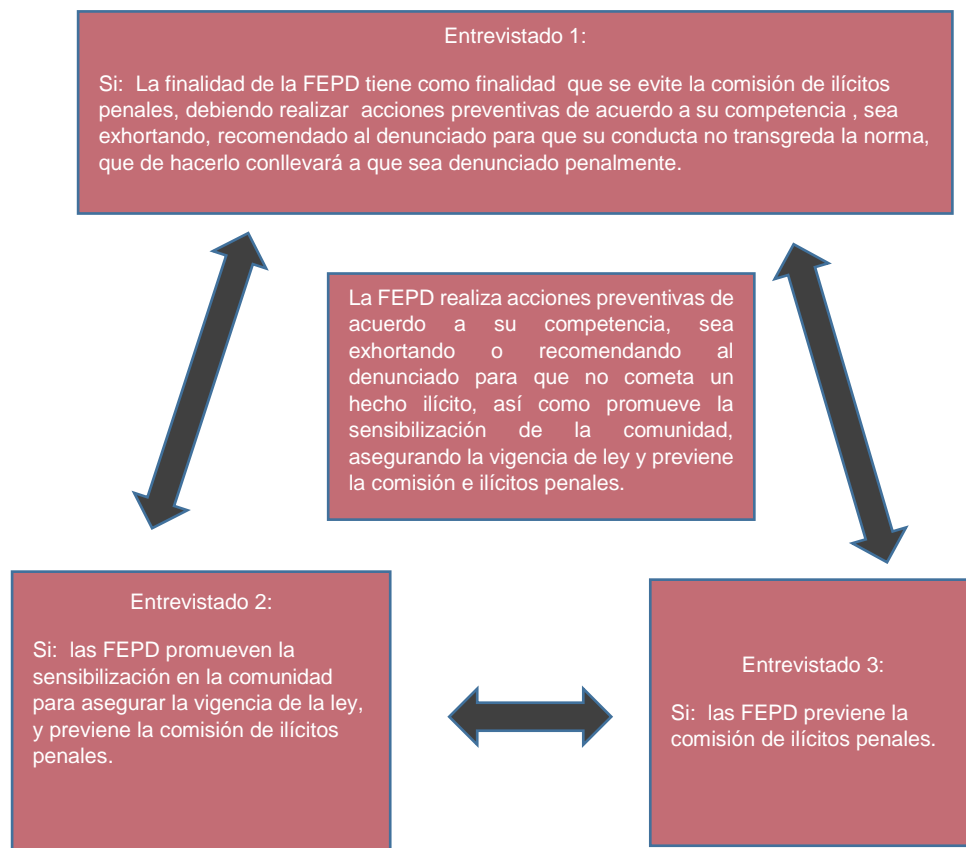 Entrevistado 1:
Si: La finalidad de la FEPD tiene como finalidad que se evite la comisión de ilícitos
penales, debiendo realizar acciones preventivas de acuerdo a su competencia , sea
exhortando, recomendado al denunciado para que su conducta no transgreda la norma,
que de hacerlo conllevará a que sea denunciado penalmente.
La FEPD realiza acciones preventivas de
acuerdo a su competencia, sea
exhortando o recomendando al
denunciado para que no cometa un
hecho ilícito, así como promueve la
sensibilización de la comunidad,
asegurando la vigencia de ley y previene
la comisión e ilícitos penales.
Entrevistado 2:
Si: las FEPD promueven la
sensibilización en la comunidad
para asegurar la vigencia de la ley,
y previene la comisión de ilícitos
penales.
Entrevistado 3:
Si: las FEPD previene la
comisión de ilícitos penales.